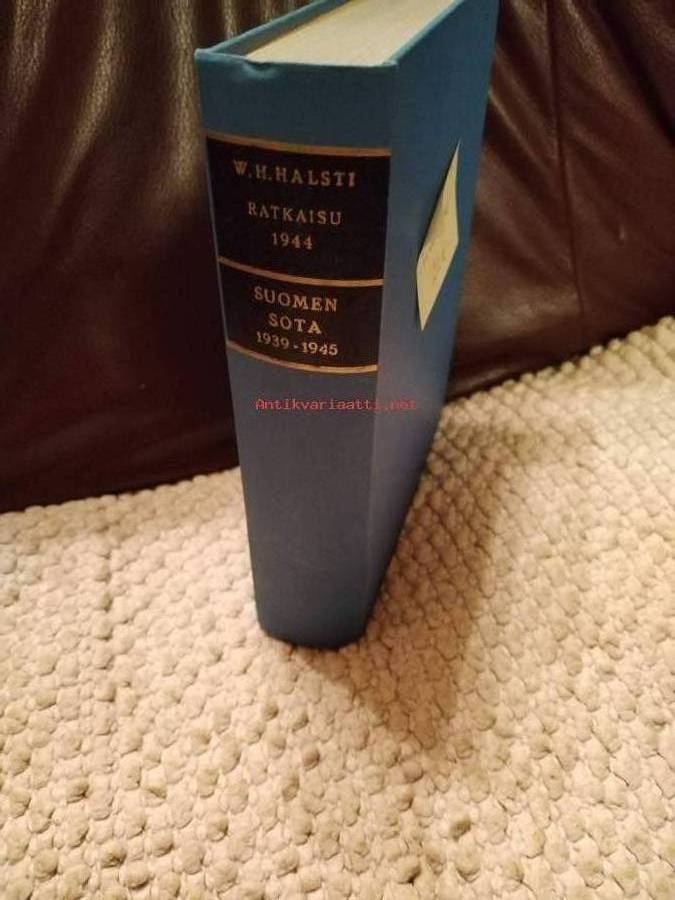 W. H. HALSTI
RATKAISU
1944
SUOMEN
SOTA
1939 - 1945
Antikvariaatti.net